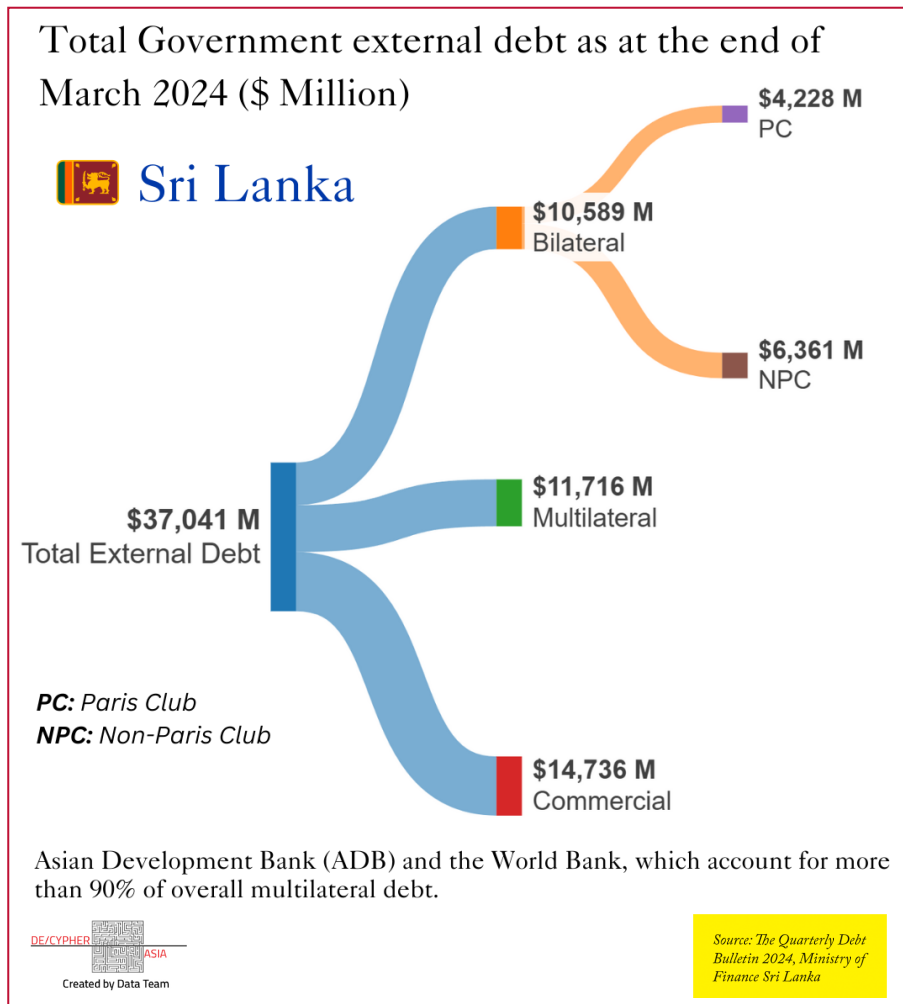 Total Government external debt as at the end of
March 2024 ($ Million)
Sri Lanka
$4,228 M
PC
$10,589 M
Bilateral
$6,361 M
NPC
$11,716 M
Multilateral
$37,041 M
Total External Debt
PC: Paris Club
NPC: Non-Paris Club
$14,736 M
Commercial
Asian Development Bank (ADB) and the World Bank, which account for more
than 90% of overall multilateral debt.
DE/CYPHER
ASIA
Created by Data Team
Source: The Quarterly Debt
Bulletin 2024, Ministry of
Finance Sri Lanka